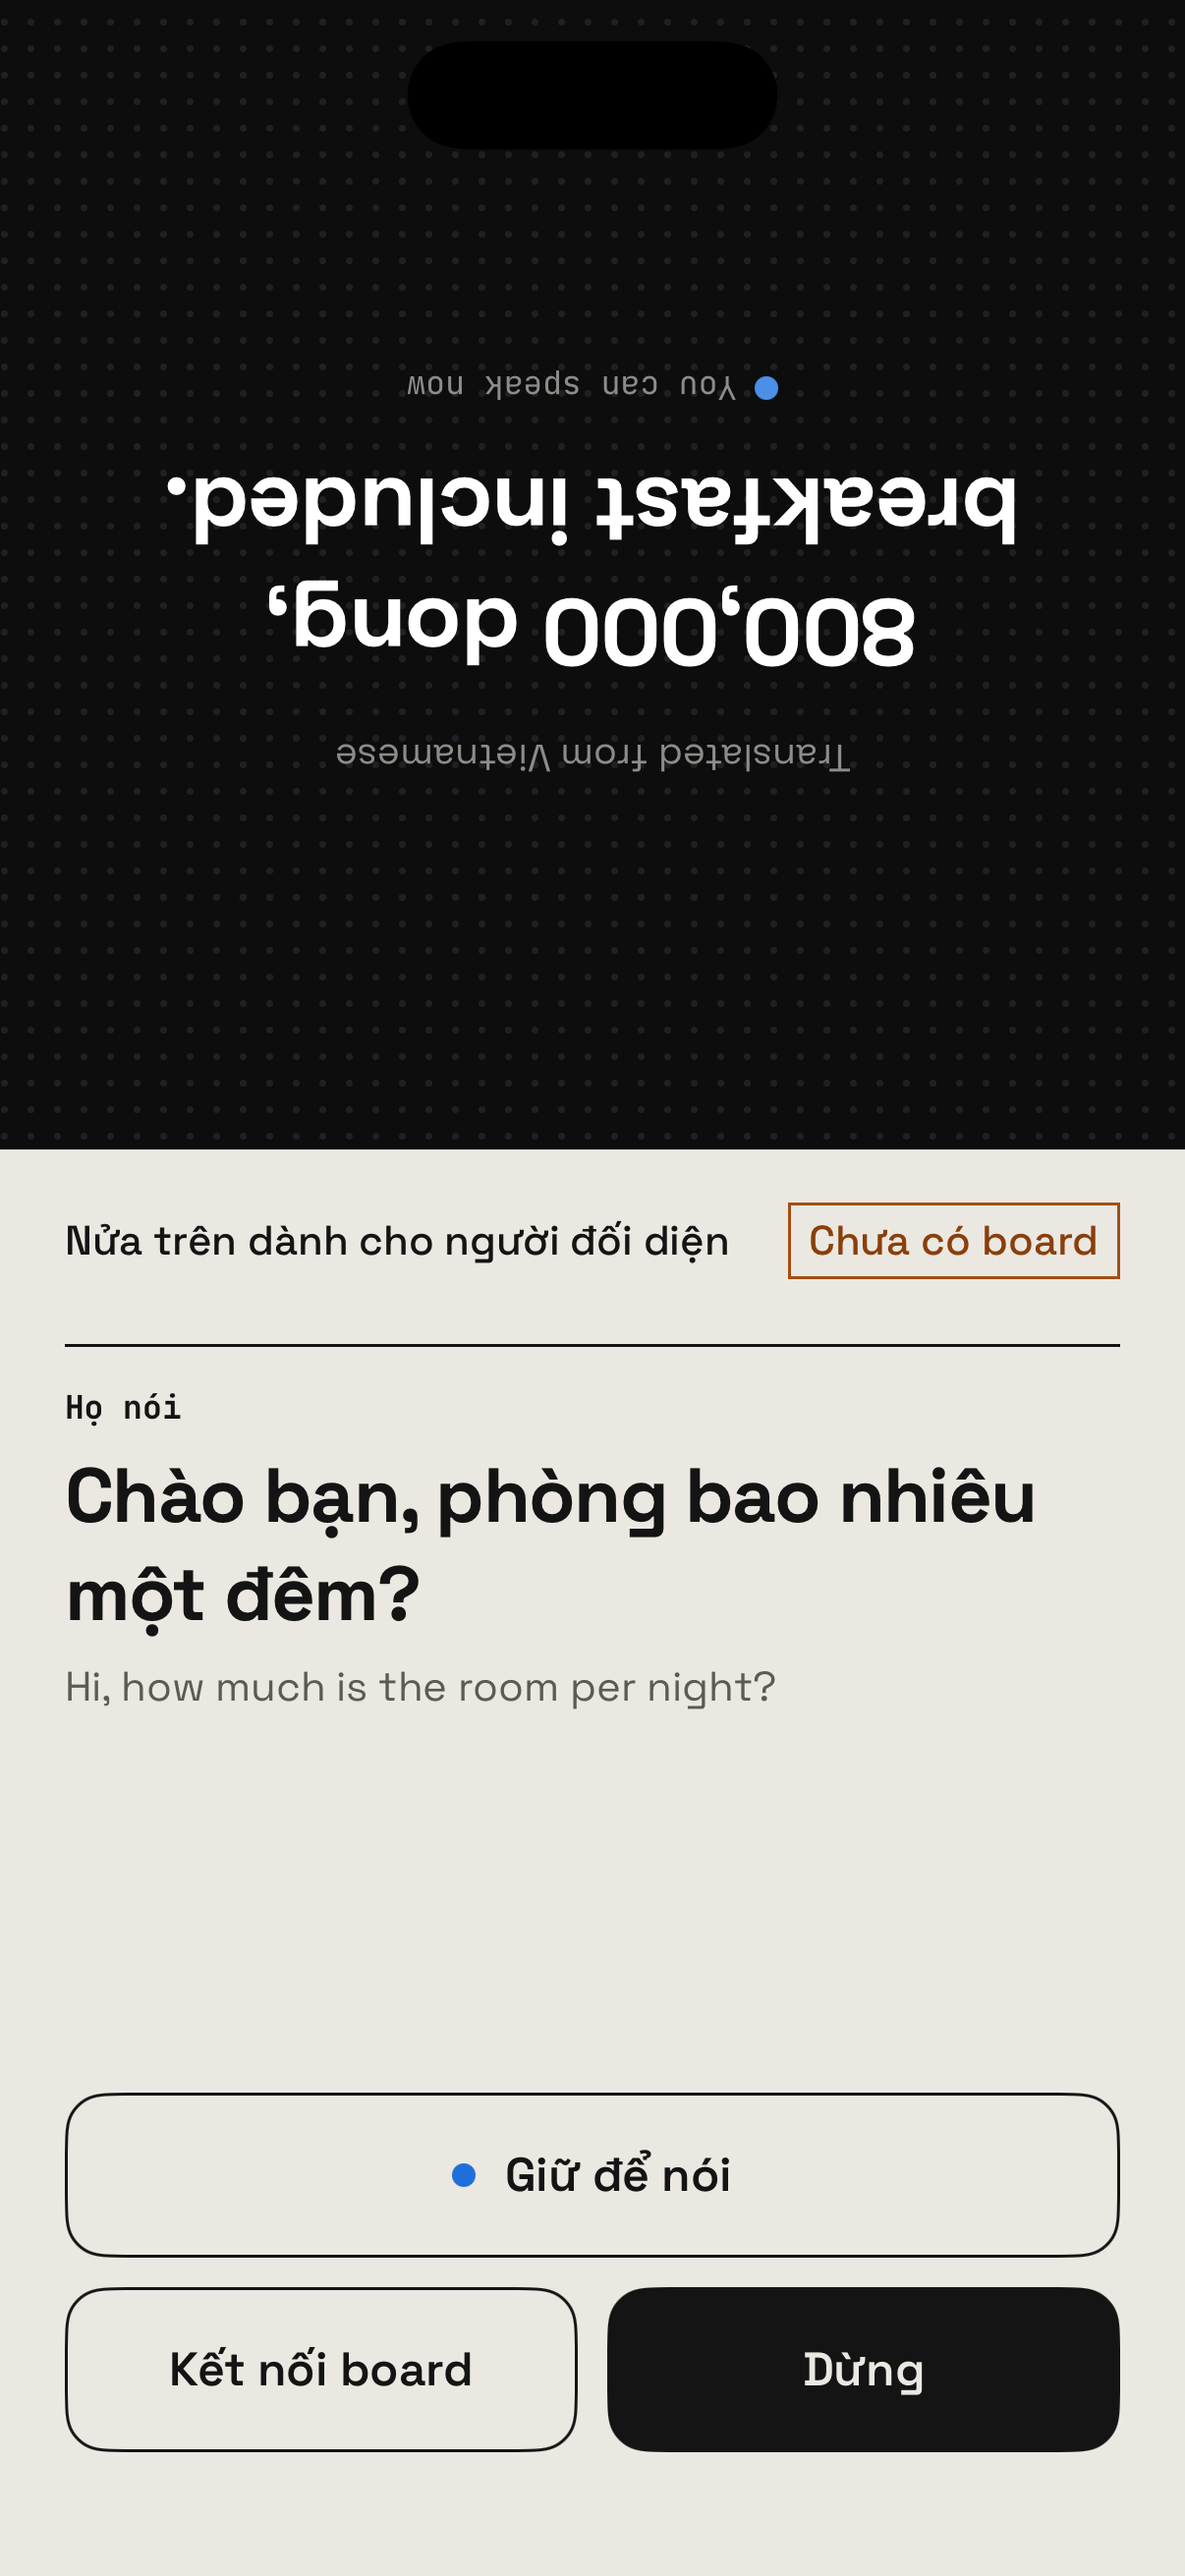 You can speak now
800,000 dong,
breakfast included.
Translated from Vietnamese
Nửa trên dành cho người đối diện
Chưa có board
Họ nói
Chào bạn, phòng bao nhiêu
một đêm?
Hi, how much is the room per night?
Giữ để nói
Kết nối board
Dừng